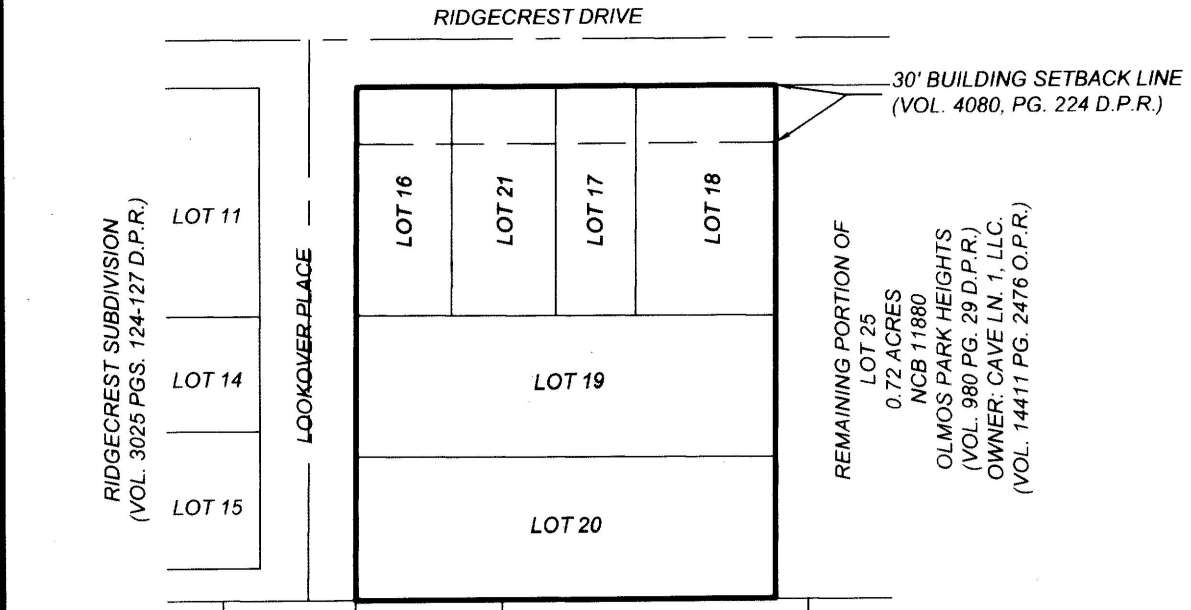 RIDGECREST DRIVE
30' BUILDING SETBACK LINE
(VOL. 4080, PG. 224 D.P.R.)
RIDGECREST SUBDIVISION
(VOL. 3025 PGS. 124-127 D.P.R.)
LOT 11
LOT 14
LOT 15
LOOKOVER PLACE
LOT 16
LOT 21
LOT 17
LOT 18
LOT 19
LOT 20
REMAINING PORTION OF
LOT 25
0.72 ACRES
NCB 11880
OLMOS PARK HEIGHTS
(VOL. 980 PG. 29 D.P.R.)
OWNER: CAVE LN. 1, LLC.
(VOL. 14411 PG. 2476 O.P.R.)